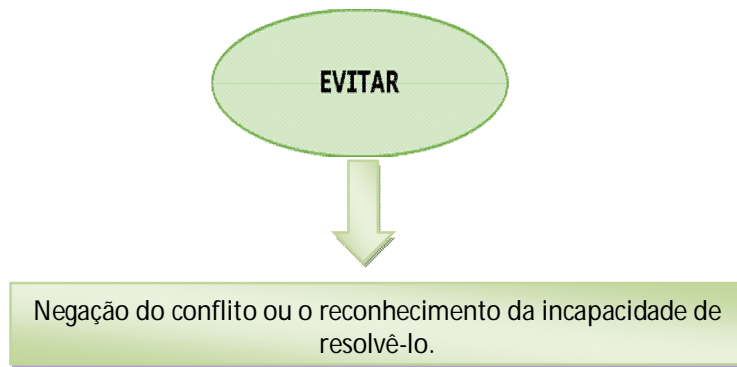 EVITAR
Negação do conflito ou o reconhecimento da incapacidade de
resolvê-lo.